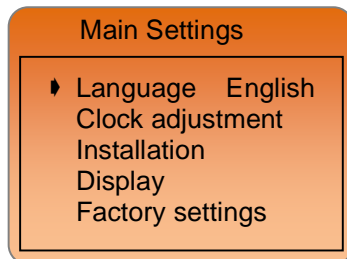 Main Settings
Language English
Clock adjustment
Installation
Display
Factory settings